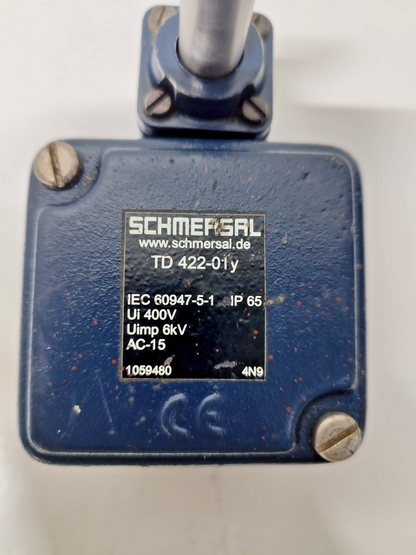 SCHMERSAL
www.schmersal.de
TD 422-01y
IEC 60947-5-1 IP 65
Ui 400V
Uimp 6kV
AC-15
1059480 4N9
CE